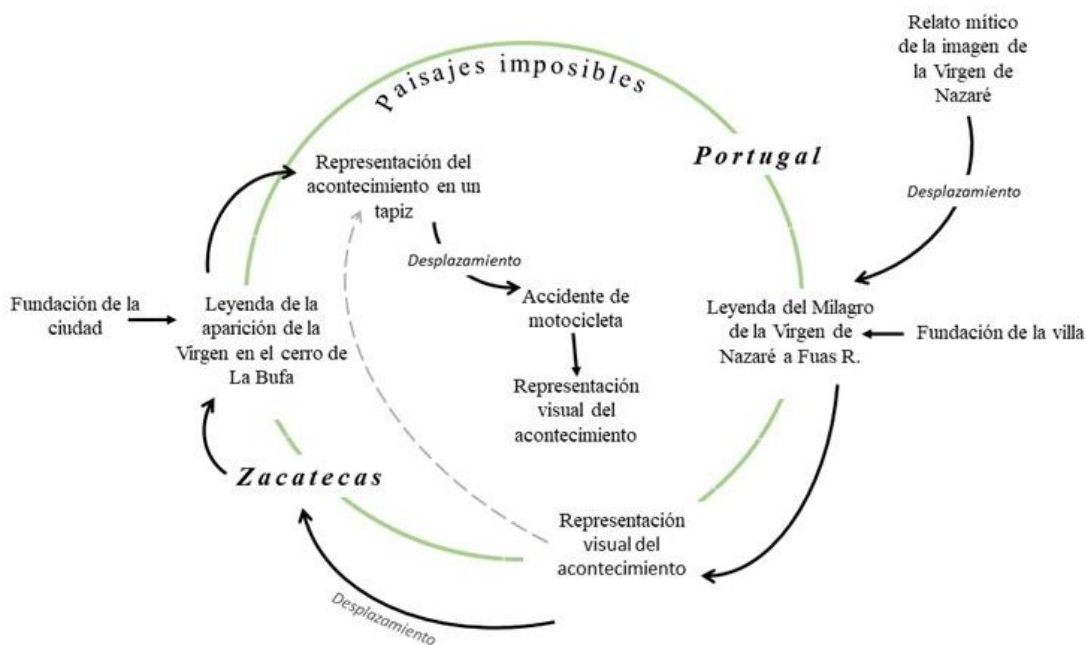 Paisajes imposibles
Relato mítico
de la imagen de
la Virgen de
Nazaré
Portugal
Desplazamiento
Representación del
acontecimiento en un
tapiz
Desplazamiento
Accidente de
motocicleta
Representación
visual del
acontecimiento
Fundación de la
ciudad
Leyenda de la
aparición de la
Virgen en el cerro de
La Bufa
Leyenda del Milagro
de la Virgen de
Nazaré a Fuas R.
Fundación de la villa
Zacatecas
Representación
visual del
acontecimiento
Desplazamiento